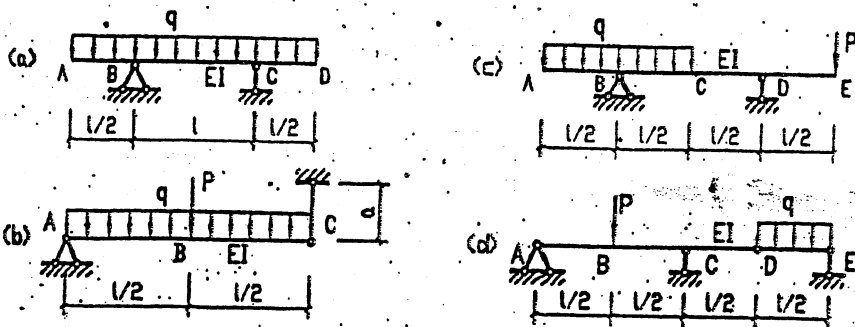 (a)
q
A B EI C D
l/2 l l/2
(b)
q P
A B EI C
a
l/2 l/2
(c)
q P
A B EI C D E
l/2 l/2 l/2 l/2
(d)
P q
A B EI C D E
l/2 l/2 l/2 l/2